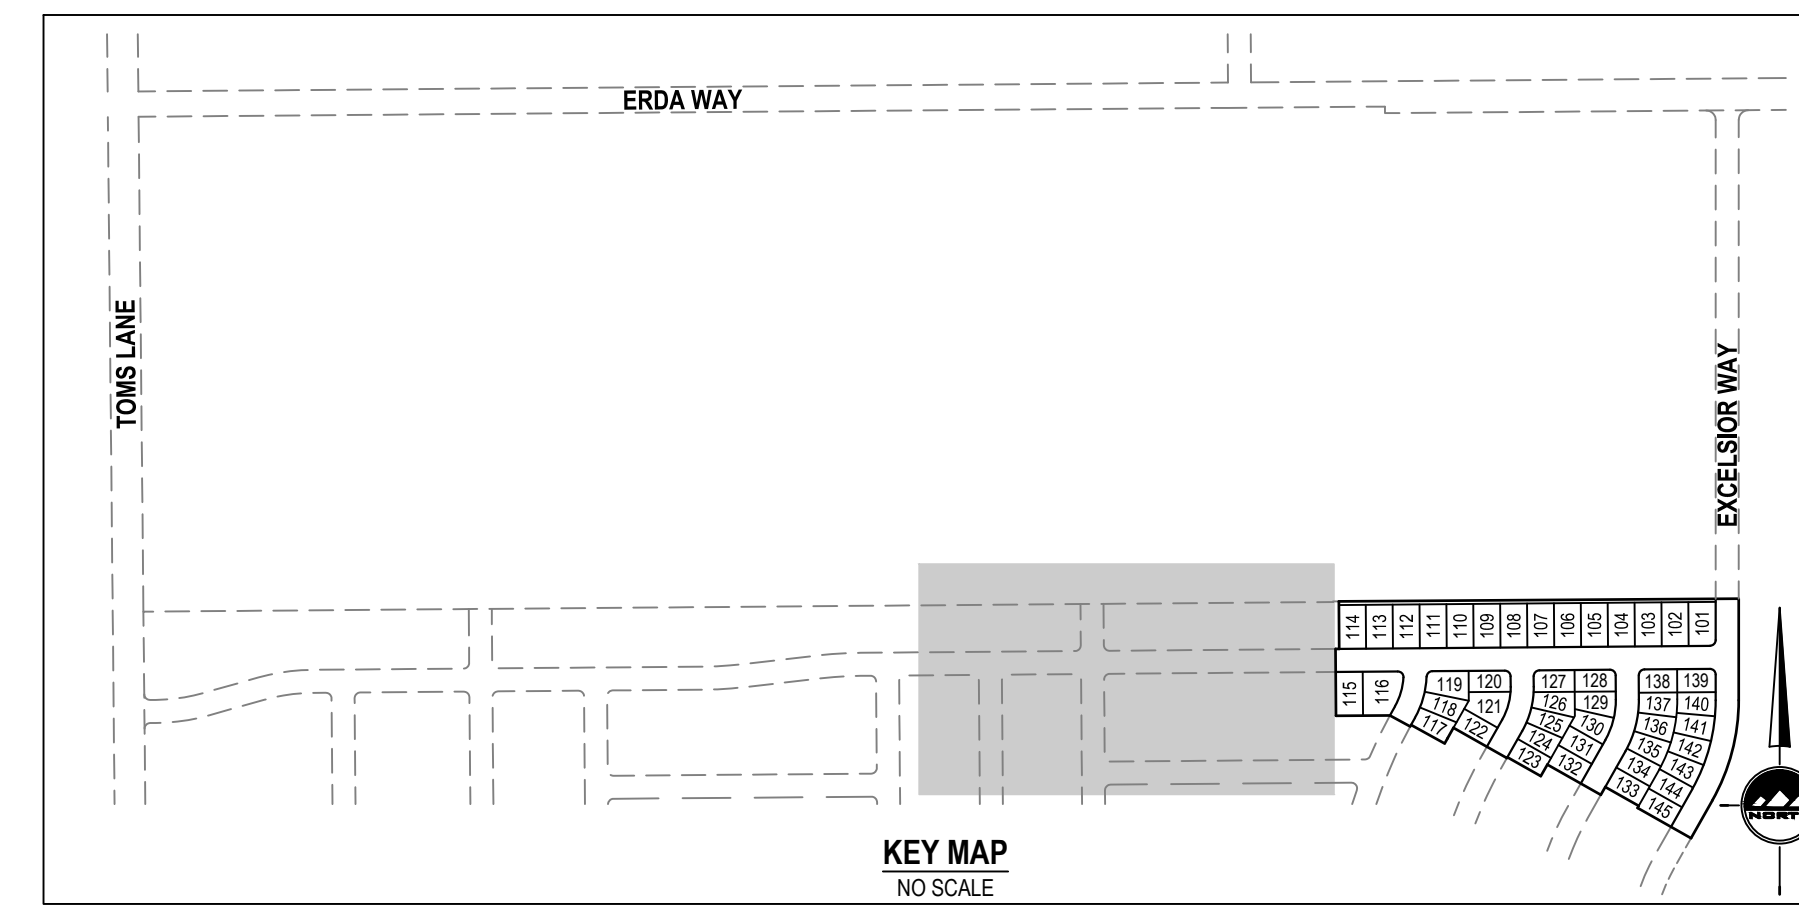 ERDA WAY
TOMS LANE
EXCELSIOR WAY
114 113 112 111 110 109 108 107 106 105 104 103 102 101
115 116 119 120 127 128 138 139
118 121 126 129 137 140
117 122 125 130 136 141
124 131 135 142
123 132 134 143
133 144
145
NORT
KEY MAP
NO SCALE